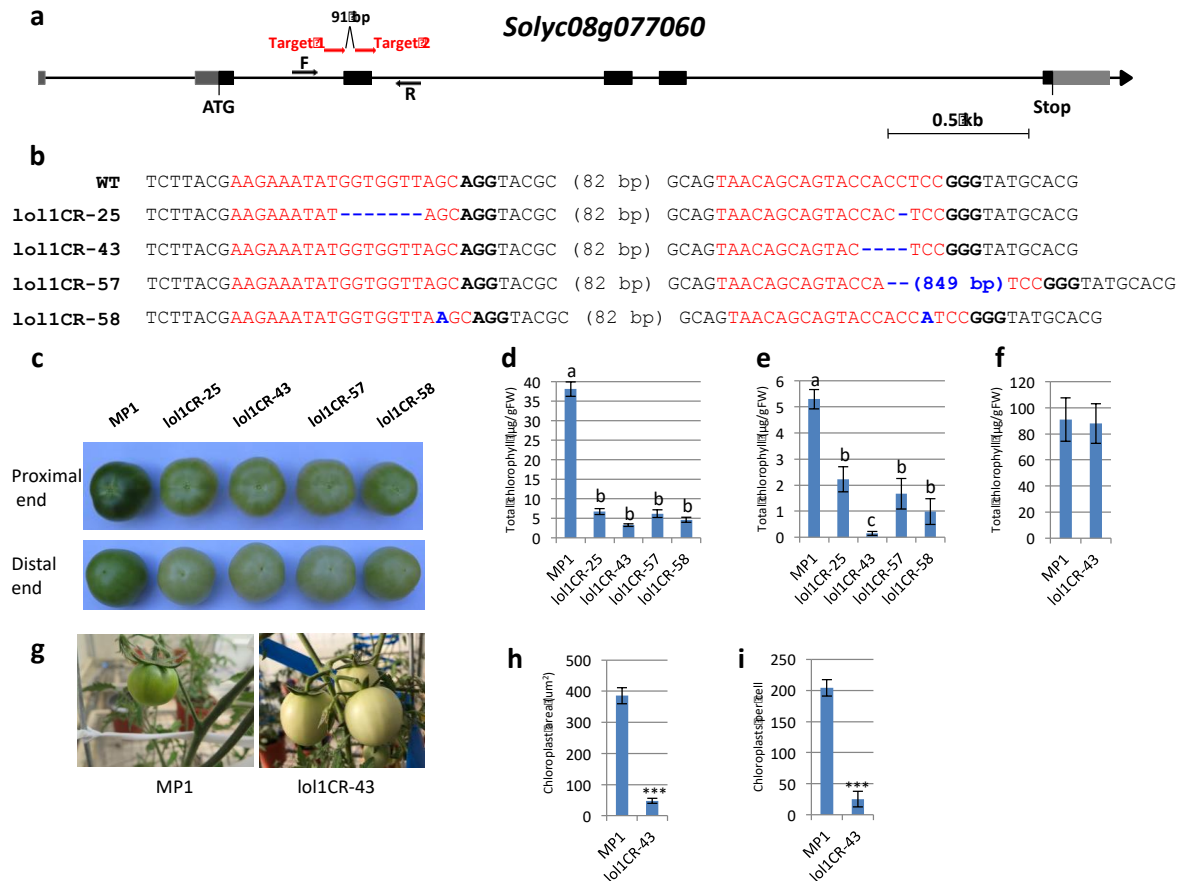 a
Solyc08g077060
91 bp
Target 1
Target 2
F
R
ATG
Stop
0.5 kb
b
WT TCTTACGAAGAAATATGGTGGTTAGCAGGTACGC (82 bp) GCAGTAACAGCAGTACCACCTCCGGGTATGCACG
lol1CR-25 TCTTACGAAGAAATAT-------AGCAGGTACGC (82 bp) GCAGTAACAGCAGTACCAC-TCCGGGTATGCACG
lol1CR-43 TCTTACGAAGAAATATGGTGGTTAGCAGGTACGC (82 bp) GCAGTAACAGCAGTAC----TCCGGGTATGCACG
lol1CR-57 TCTTACGAAGAAATATGGTGGTTAGCAGGTACGC (82 bp) GCAGTAACAGCAGTACCA--(849 bp)TCCGGGTATGCACG
lol1CR-58 TCTTACGAAGAAATATGGTGGTTAAGCAGGTACGC (82 bp) GCAGTAACAGCAGTACCACCATCCGGGTATGCACG
c
MP1 lol1CR-25 lol1CR-43 lol1CR-57 lol1CR-58
Proximal
end
Distal
end
d
Total chlorophyll (μg/gFW)
40
35
30
25
20
15
10
5
0
a
b
b
b
b
MP1 lol1CR-25 lol1CR-43 lol1CR-57 lol1CR-58
e
Total chlorophyll (μg/gFW)
6
5
4
3
2
1
0
a
b
c
b
b
MP1 lol1CR-25 lol1CR-43 lol1CR-57 lol1CR-58
f
Total chlorophyll (μg/gFW)
120
100
80
60
40
20
0
MP1 lol1CR-43
g
MP1
lol1CR-43
h
Chloroplast area (um²)
500
400
300
200
100
0
***
MP1 lol1CR-43
i
Chloroplasts per cell
250
200
150
100
50
0
***
MP1 lol1CR-43